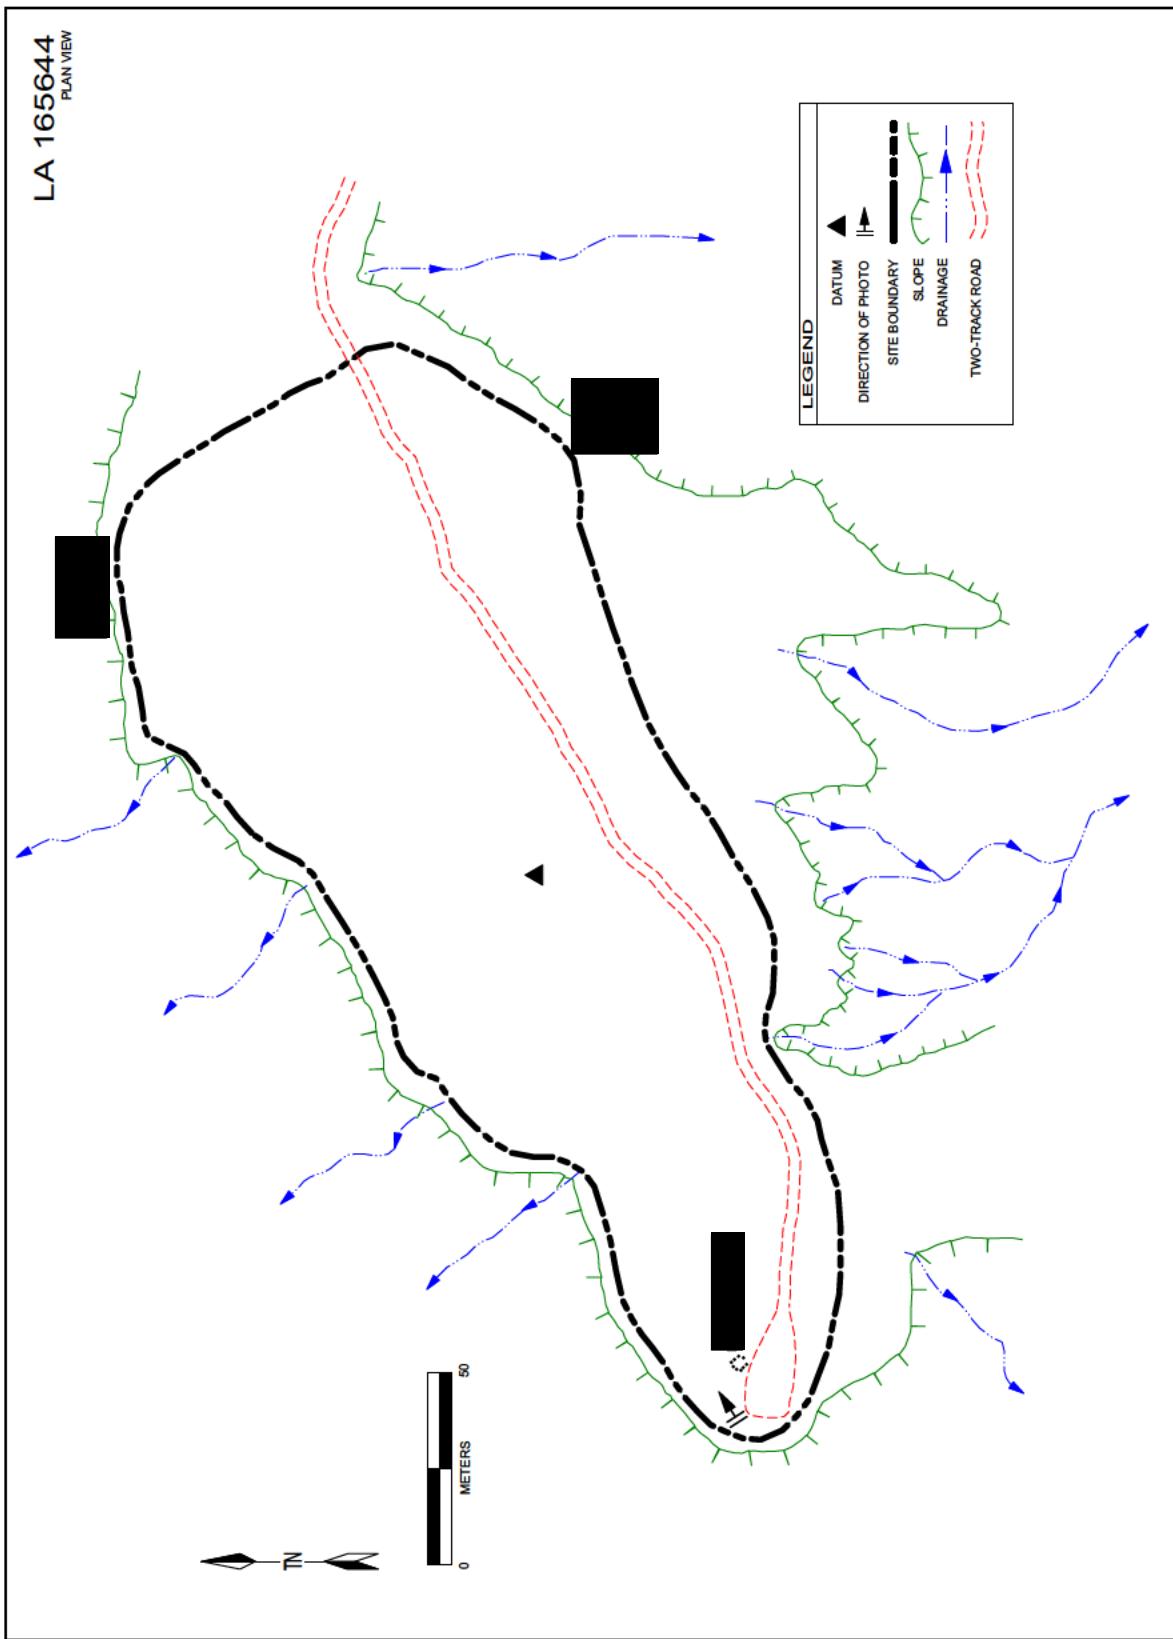 LA 165644
PLAN VIEW
LEGEND
DATUM
DIRECTION OF PHOTO
SITE BOUNDARY
SLOPE
DRAINAGE
TWO-TRACK ROAD
TN
0
50
METERS